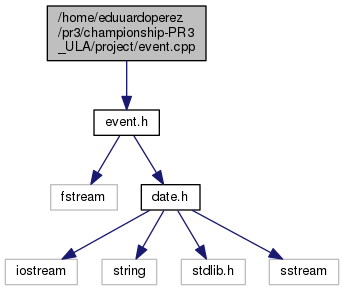 /home/eduuardoperez
/pr3/championship-PR3
_ULA/project/event.cpp
event.h
fstream
date.h
iostream
string
stdlib.h
sstream